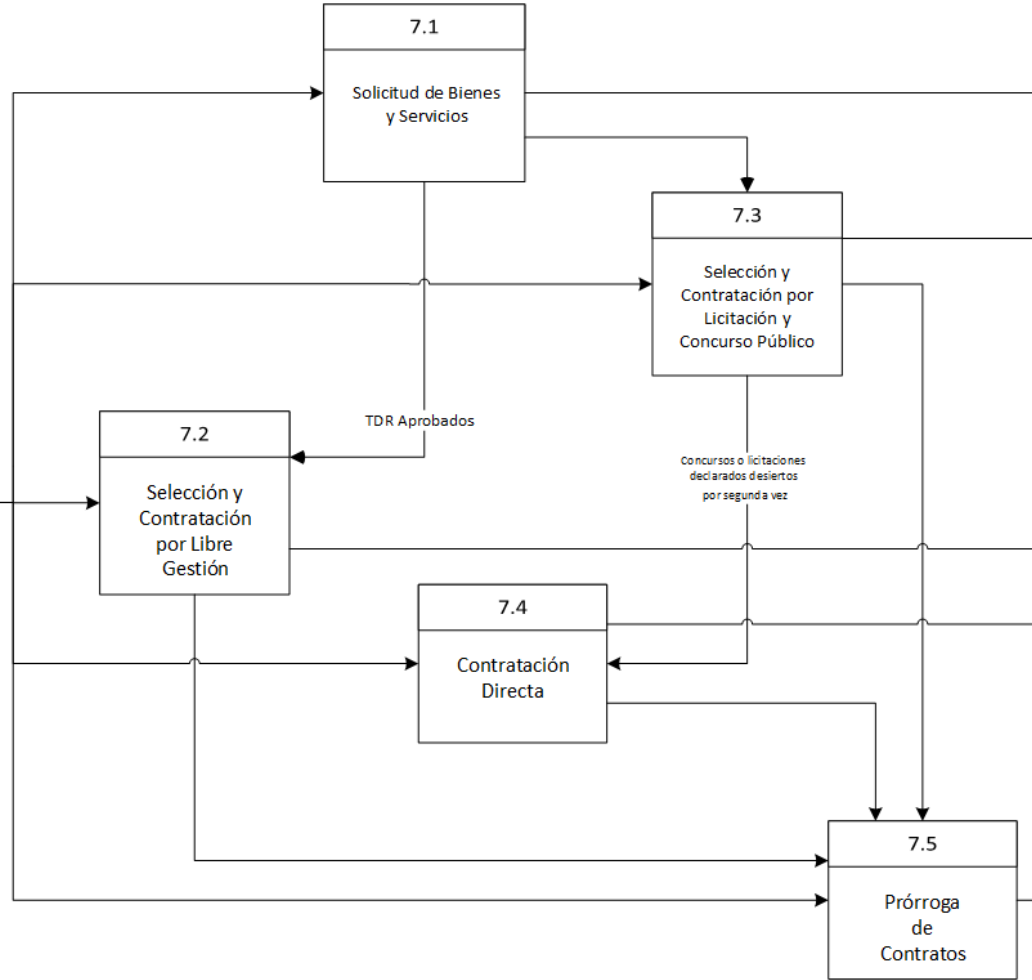 7.1
Solicitud de Bienes
y Servicios
7.3
Selección y
Contratación por
Licitación y
Concurso Público
TDR Aprobados
7.2
Selección y
Contratación
por Libre
Gestión
Concursos o licitaciones
declarados desiertos
por segunda vez
7.4
Contratación
Directa
7.5
Prórroga
de
Contratos